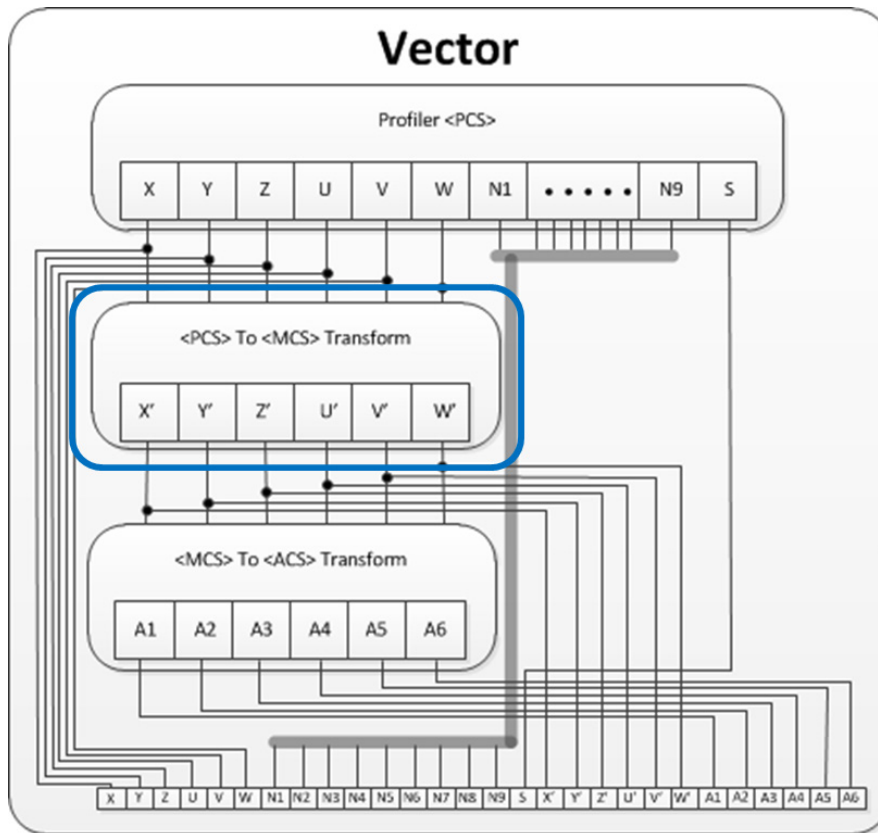 Vector
Profiler <PCS>
X Y Z U V W N1 ..... N9 S
<PCS> To <MCS> Transform
X' Y' Z' U' V' W'
<MCS> To <ACS> Transform
A1 A2 A3 A4 A5 A6
X Y Z U V W N1 N2 N3 N4 N5 N6 N7 N8 N9 S X' Y' Z' U' V' W' A1 A2 A3 A4 A5 A6